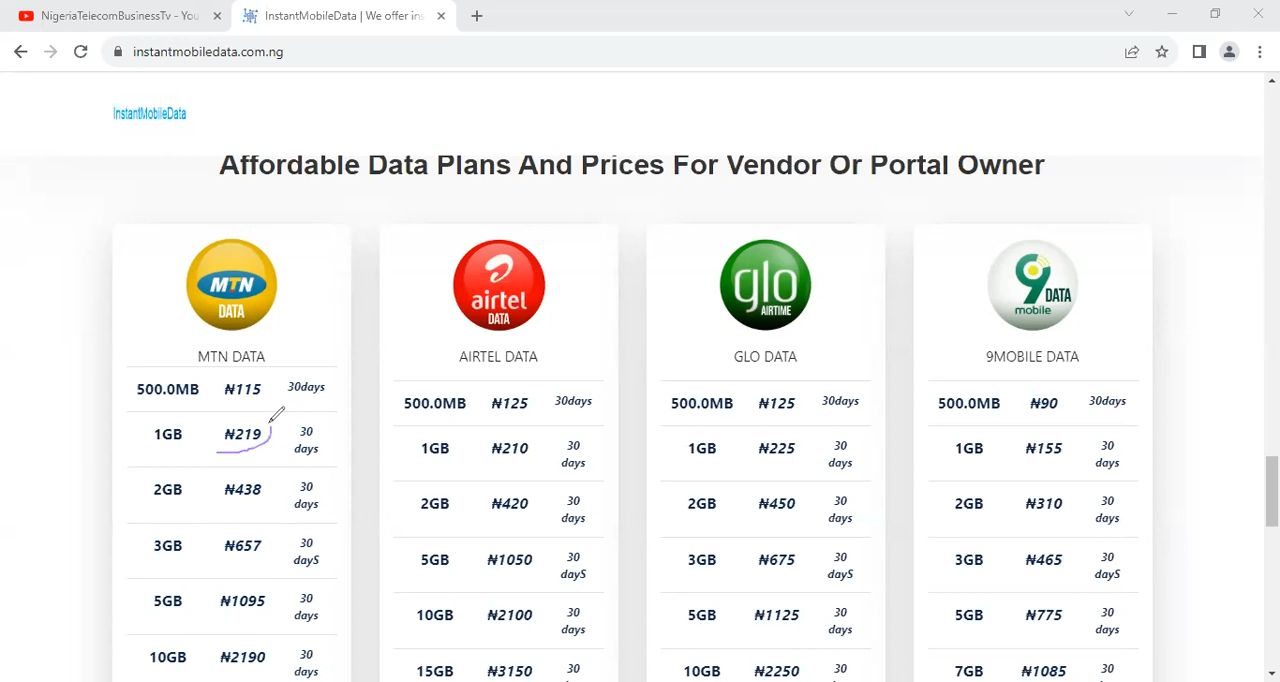 NigeriaTelecomBusinessTv - You
InstantMobileData | We offer ins
instantmobiledata.com.ng
InstantMobileData
Affordable Data Plans And Prices For Vendor Or Portal Owner
MTN
DATA
MTN DATA
500.0MB ₦115 30days
1GB ₦219 30 days
2GB ₦438 30 days
3GB ₦657 30 dayS
5GB ₦1095 30 days
10GB ₦2190 30 days
airtel
DATA
AIRTEL DATA
500.0MB ₦125 30days
1GB ₦210 30 days
2GB ₦420 30 days
5GB ₦1050 30 dayS
10GB ₦2100 30 days
15GB ₦3150 30
glo
AIRTIME
GLO DATA
500.0MB ₦125 30days
1GB ₦225 30 days
2GB ₦450 30 days
3GB ₦675 30 dayS
5GB ₦1125 30 days
10GB ₦2250 30
9 DATA
mobile
9MOBILE DATA
500.0MB ₦90 30days
1GB ₦155 30 days
2GB ₦310 30 days
3GB ₦465 30 dayS
5GB ₦775 30 days
7GB ₦1085 30